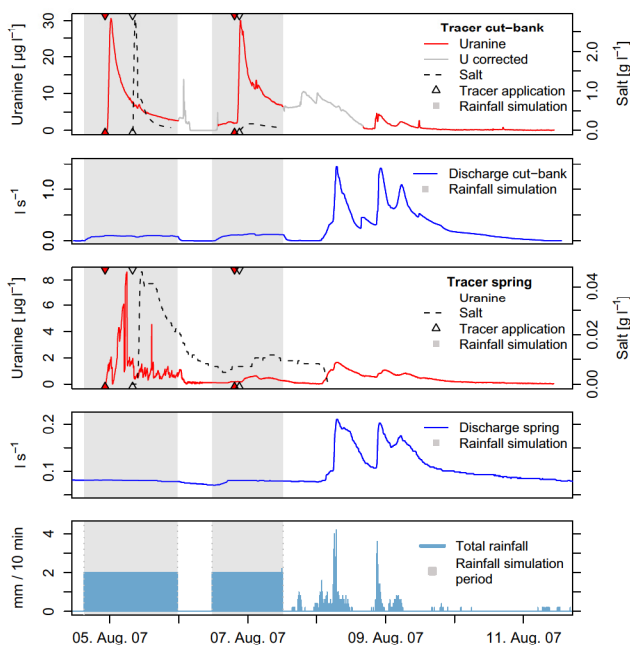 Tracer cut−bank
Uranine
U corrected
Salt
Tracer application
Rainfall simulation
Uranine [ µg l⁻¹]
0 10 20 30
Salt [g l⁻¹]
0.0 1.0 2.0
Discharge cut−bank
Rainfall simulation
l s⁻¹
0.0 1.0
Tracer spring
Uranine
Salt
Tracer application
Rainfall simulation
Uranine [ µg l⁻¹]
0 2 4 6 8
Salt [g l⁻¹]
0.00 0.02 0.04
Discharge spring
Rainfall simulation
l s⁻¹
0.1 0.2
Total rainfall
Rainfall simulation
period
mm / 10 min
0 2 4
05. Aug. 07 07. Aug. 07 09. Aug. 07 11. Aug. 07